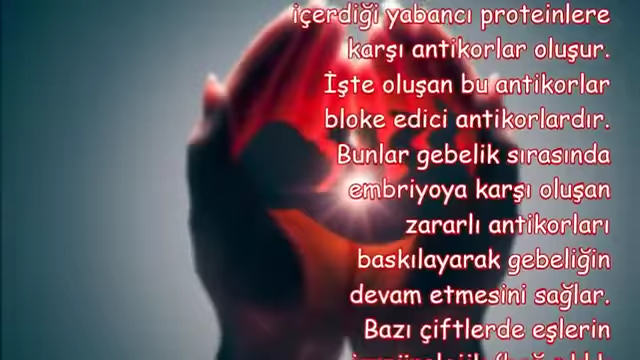 içerdiği yabancı proteinlere
karşı antikorlar oluşur.
İşte oluşan bu antikorlar
bloke edici antikorlardır.
Bunlar gebelik sırasında
embriyoya karşı oluşan
zararlı antikorları
baskılayarak gebeliğin
devam etmesini sağlar.
Bazı çiftlerde eşlerin